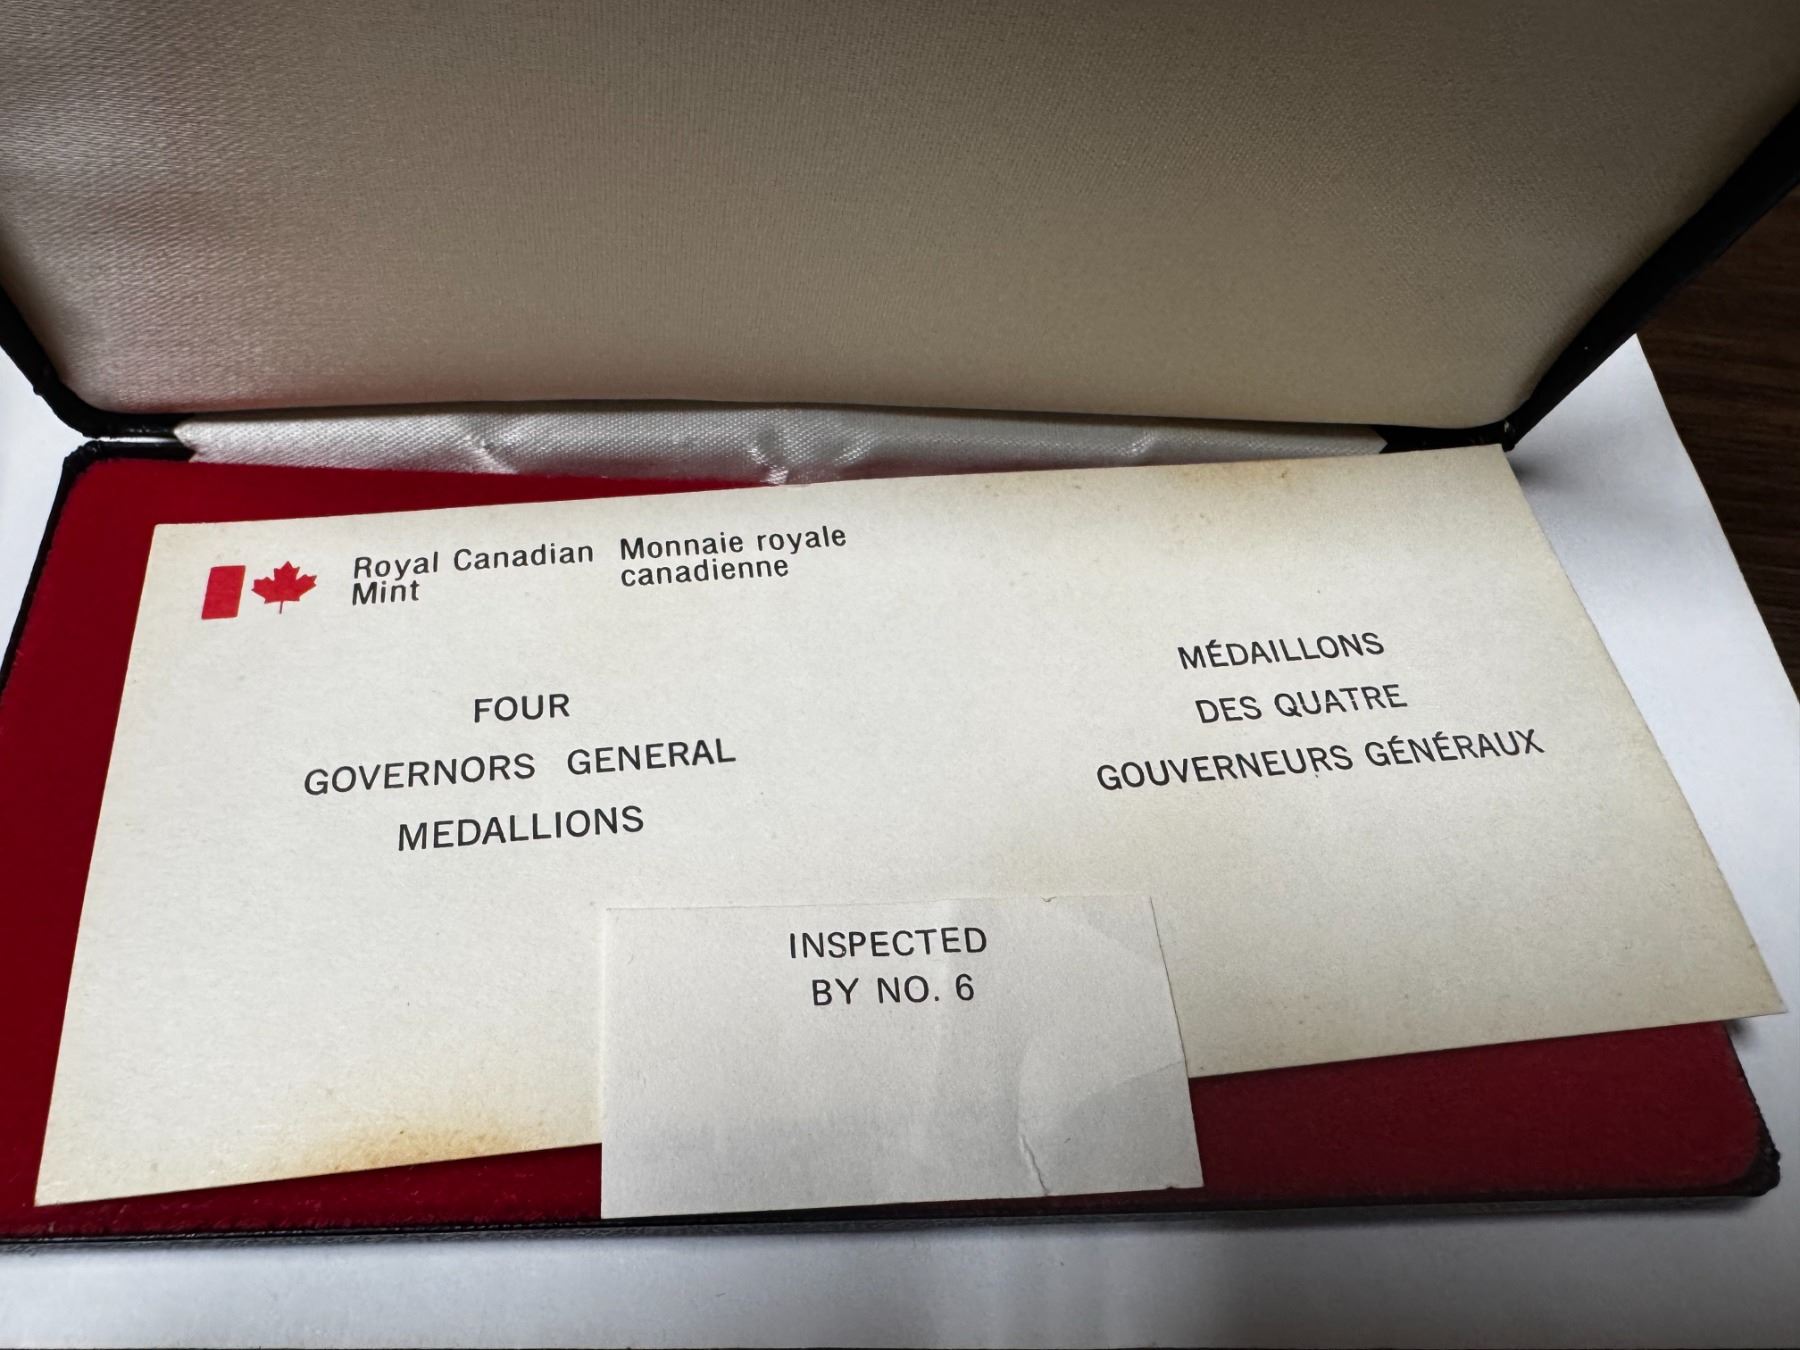 Royal Canadian
Mint
Monnaie royale
canadienne
FOUR
GOVERNORS GENERAL
MEDALLIONS
MÉDAILLONS
DES QUATRE
GOUVERNEURS GÉNÉRAUX
INSPECTED
BY NO. 6